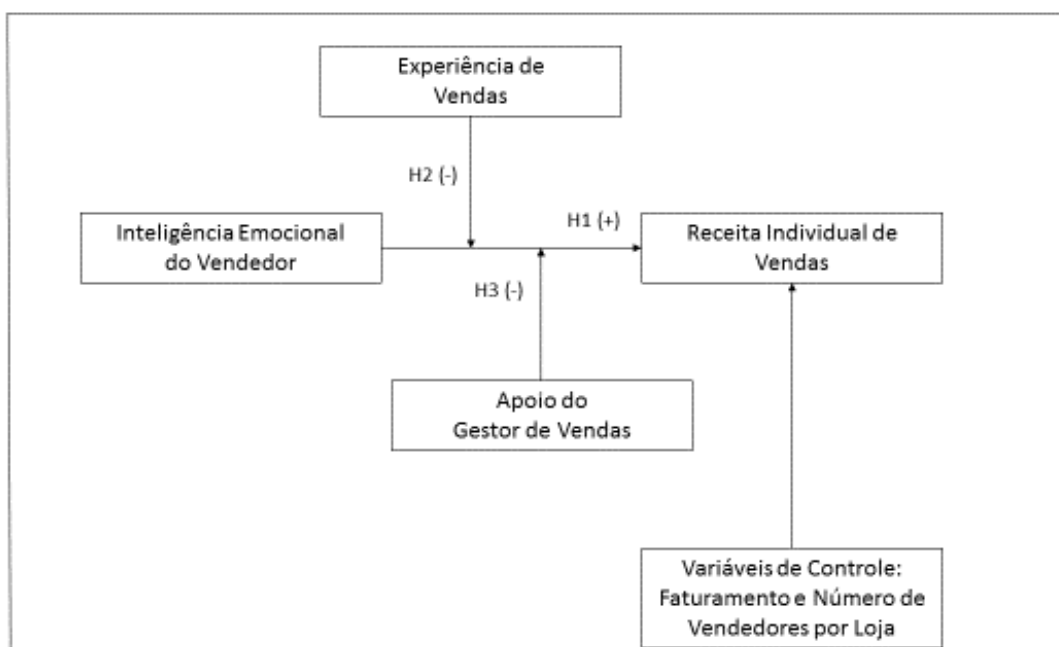 Experiência de
Vendas
H2 (-)
H1 (+)
Inteligência Emocional
do Vendedor
Receita Individual de
Vendas
H3 (-)
Apoio do
Gestor de Vendas
Variáveis de Controle:
Faturamento e Número de
Vendedores por Loja